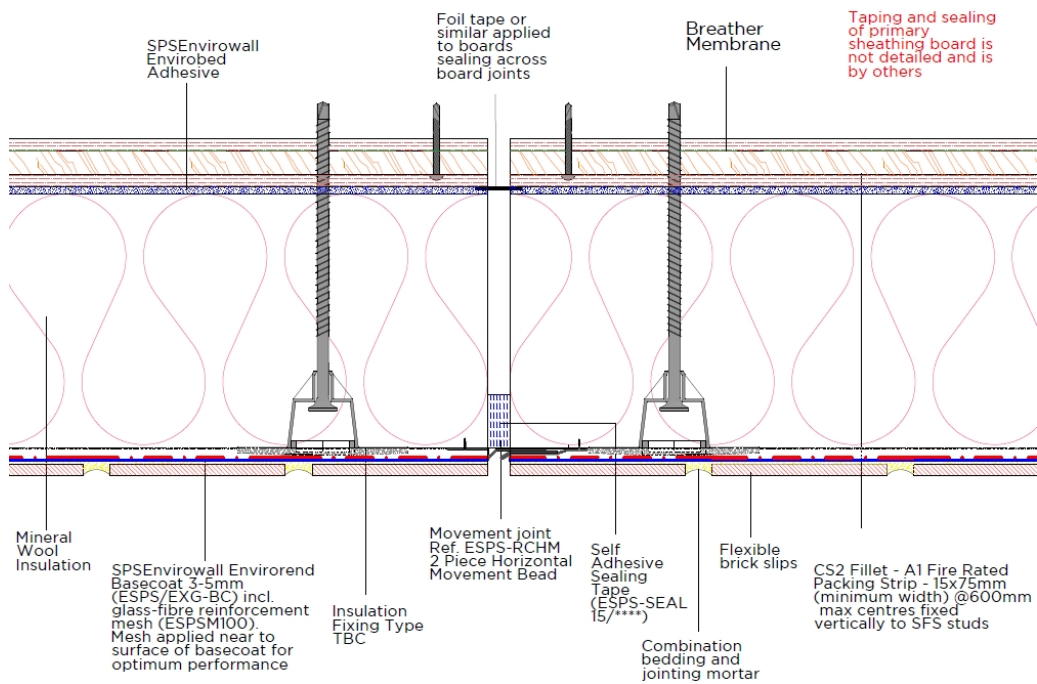 SPSEnvirowall
Envirobed
Adhesive
Foil tape or
similar applied
to boards
sealing across
board joints
Breather
Membrane
Taping and sealing
of primary
sheathing board is
not detailed and is
by others
Mineral
Wool
Insulation
SPSEnvirowall Envirorend
Basecoat 3-5mm
(ESPS/EXG-BC) incl.
glass-fibre reinforcement
mesh (ESPSM100).
Mesh applied near to
surface of basecoat for
optimum performance
Insulation
Fixing Type
TBC
Movement joint
Ref. ESPS-RCHM
2 Piece Horizontal
Movement Bead
Self
Adhesive
Sealing
Tape
(ESPS-SEAL
15/****)
Combination
bedding and
jointing mortar
Flexible
brick slips
CS2 Fillet - A1 Fire Rated
Packing Strip - 15x75mm
(minimum width) @600mm
max centres fixed
vertically to SFS studs